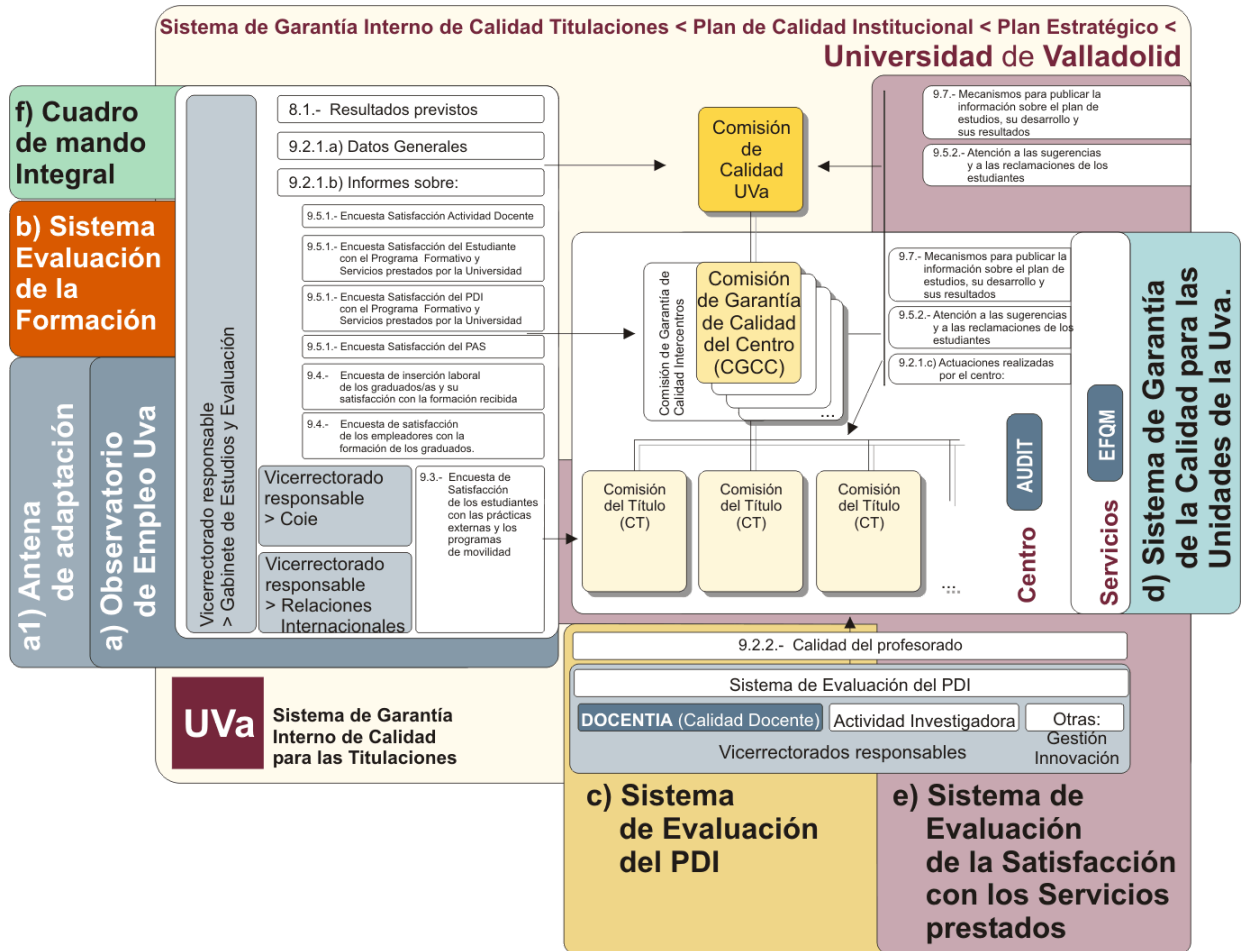 Sistema de Garantía Interno de Calidad Titulaciones < Plan de Calidad Institucional < Plan Estratégico <
Universidad de Valladolid
f) Cuadro
de mando
Integral
b) Sistema
Evaluación
de la
Formación
a1) Antena
de adaptación
a) Observatorio
de Empleo Uva
Vicerrectorado responsable
> Gabinete de Estudios y Evaluación
8.1.- Resultados previstos
9.2.1.a) Datos Generales
9.2.1.b) Informes sobre:
9.5.1.- Encuesta Satisfacción Actividad Docente
9.5.1.- Encuesta Satisfacción del Estudiante
con el Programa Formativo y
Servicios prestados por la Universidad
9.5.1.- Encuesta Satisfacción del PDI
con el Programa Formativo y
Servicios prestados por la Universidad
9.5.1.- Encuesta Satisfacción del PAS
9.4.- Encuesta de inserción laboral
de los graduados/as y su
satisfacción con la formación recibida
9.4.- Encuesta de satisfacción
de los empleadores con la
formación de los graduados.
Vicerrectorado
responsable
> Coie
Vicerrectorado
responsable
> Relaciones
Internacionales
9.3.- Encuesta de
Satisfacción
de los estudiantes
con las prácticas
externas y los
programas
de movilidad
Comisión
de
Calidad
UVa
9.7.- Mecanismos para publicar la
información sobre el plan de
estudios, su desarrollo y
sus resultados
9.5.2.- Atención a las sugerencias
y a las reclamaciones de los
estudiantes
Comisión de Garantía de
Calidad Intercentros
Comisión
de Garantía
de Calidad
del Centro
(CGCC)
...
9.7.- Mecanismos para publicar la
información sobre el plan de
estudios, su desarrollo y
sus resultados
9.5.2.- Atención a las sugerencias
y a las reclamaciones de los
estudiantes
9.2.1.c) Actuaciones realizadas
por el centro:
Comisión
del Título
(CT)
Comisión
del Título
(CT)
Comisión
del Título
(CT)
...
Centro
AUDIT
Servicios
EFQM
d) Sistema de Garantía
de la Calidad para las
Unidades de la Uva.
9.2.2.- Calidad del profesorado
Sistema de Evaluación del PDI
DOCENTIA (Calidad Docente)
Actividad Investigadora
Otras:
Gestión
Innovación
Vicerrectorados responsables
UVa
Sistema de Garantía
Interno de Calidad
para las Titulaciones
c) Sistema
de Evaluación
del PDI
e) Sistema de
Evaluación
de la Satisfacción
con los Servicios
prestados